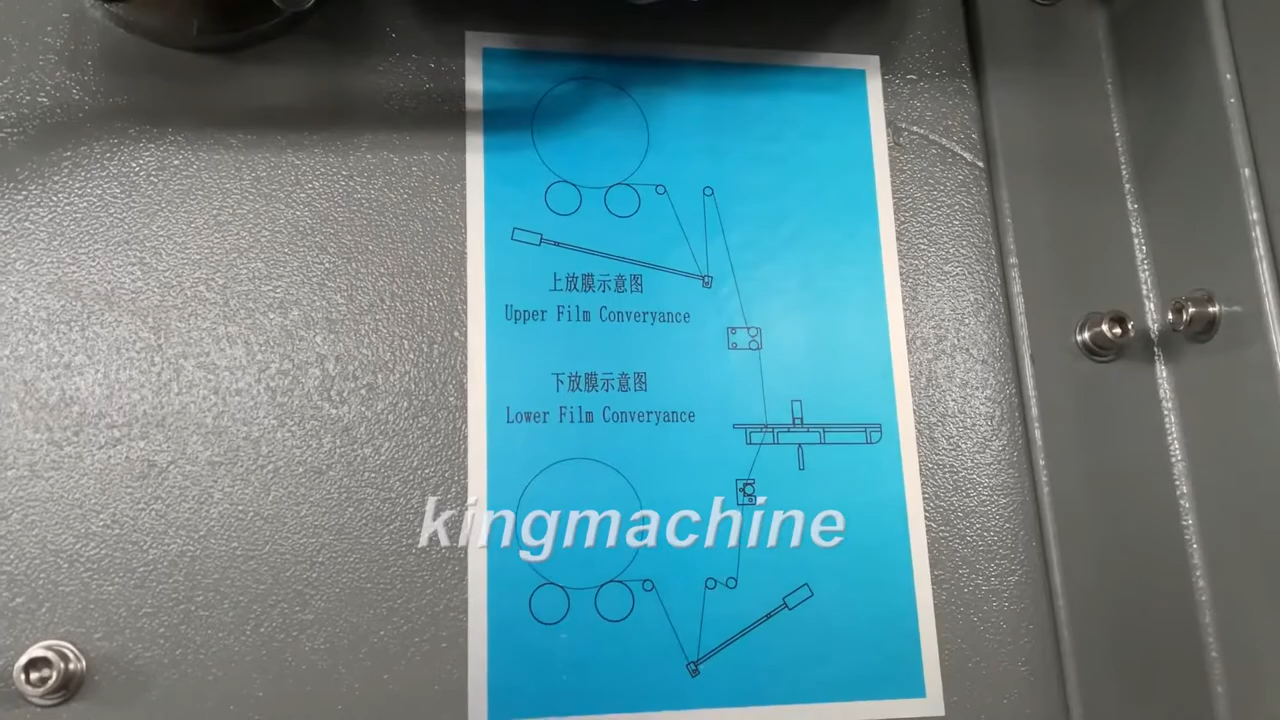 上放膜示意图
Upper Film Converyance
下放膜示意图
Lower Film Converyance
kingmachine